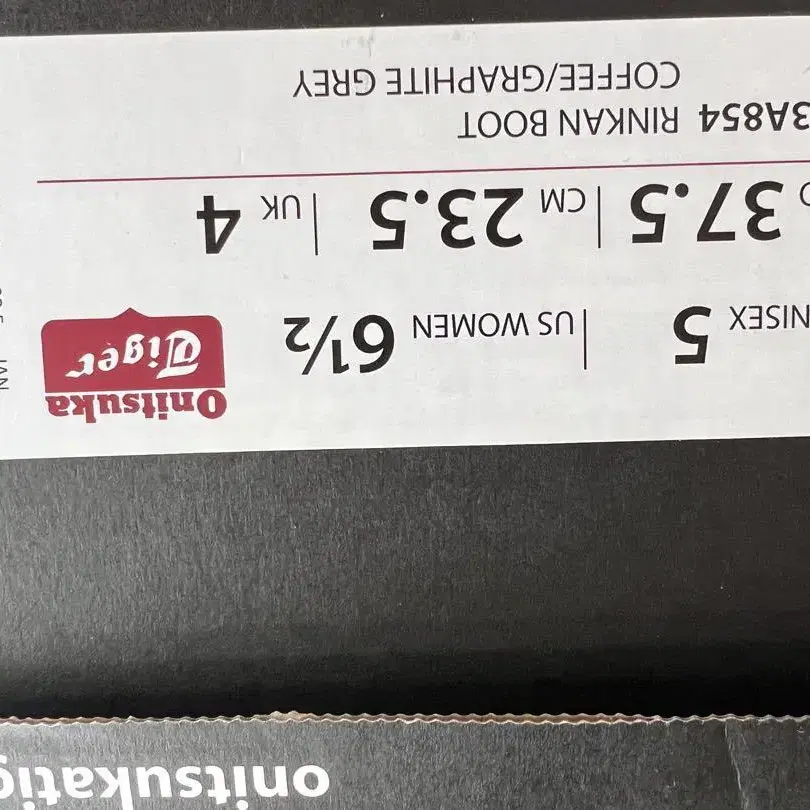 onitsukatig
Onitsuka
Tiger
NISEX 5 | US WOMEN 6½
37.5 | CM 23.5 | UK 4
3A854 RINKAN BOOT
COFFEE/GRAPHITE GREY